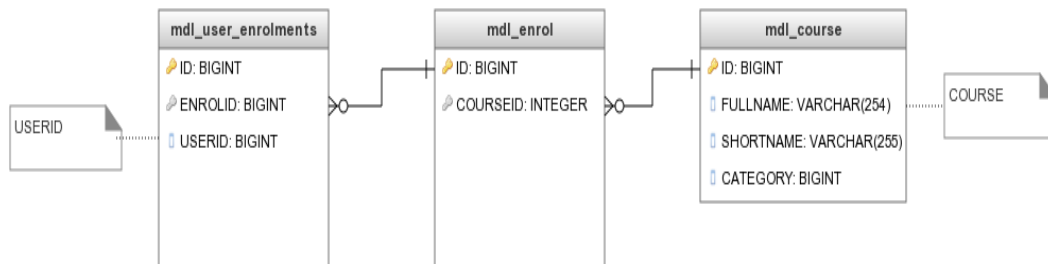 USERID
mdl_user_enrolments
ID: BIGINT
ENROLID: BIGINT
USERID: BIGINT
mdl_enrol
ID: BIGINT
COURSEID: INTEGER
mdl_course
ID: BIGINT
FULLNAME: VARCHAR(254)
SHORTNAME: VARCHAR(255)
CATEGORY: BIGINT
COURSE